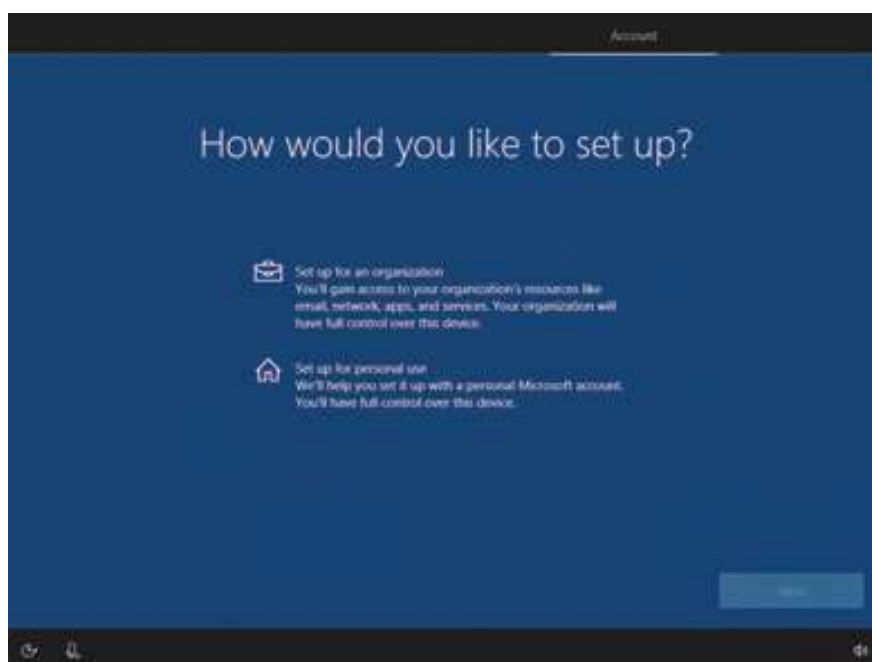 Account
How would you like to set up?
Set up for an organization
You'll gain access to your organization's resources like
email, network, apps, and services. Your organization will
have full control over this device.
Set up for personal use
We'll help you set it up with a personal Microsoft account.
You'll have full control over this device.